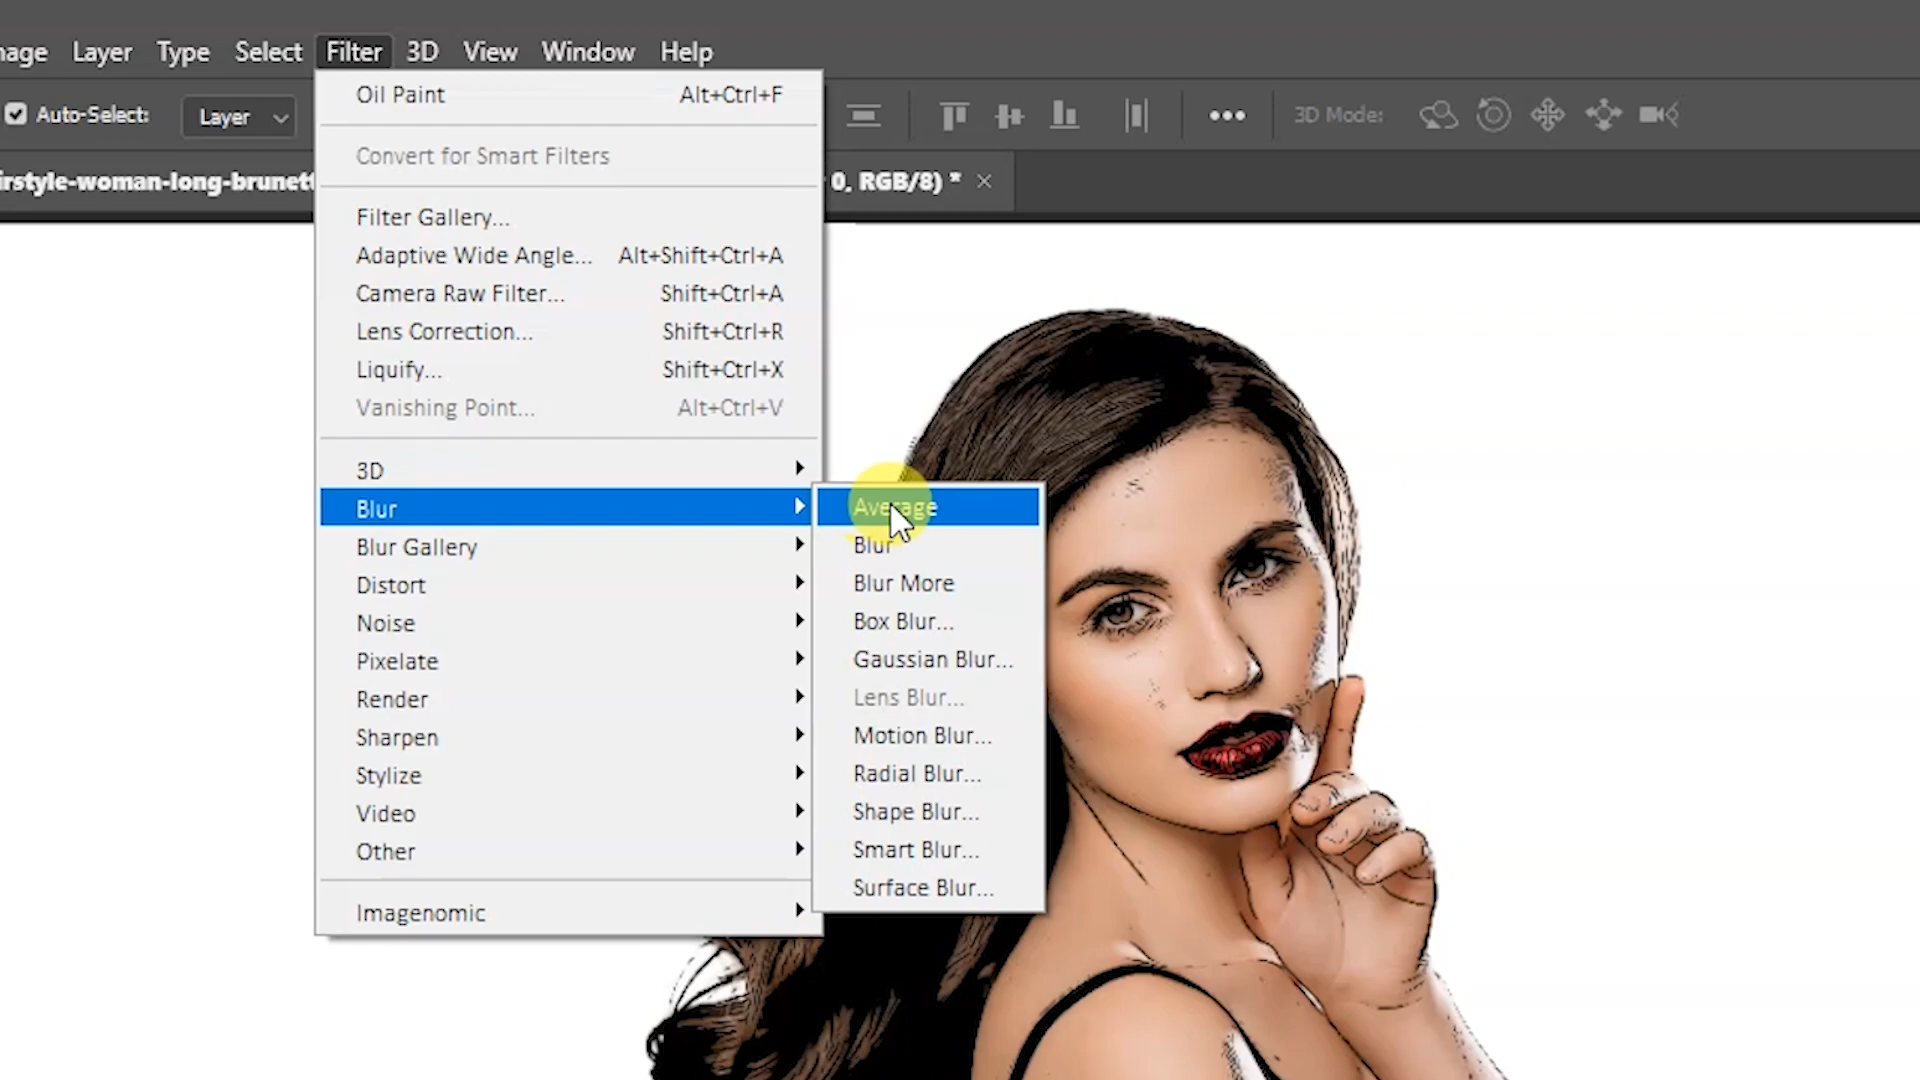 mage Layer Type Select Filter 3D View Window Help
Auto-Select: Layer 3D Mode:
irstyle-woman-long-brunett 0, RGB/8) *
Oil Paint Alt+Ctrl+F
Convert for Smart Filters
Filter Gallery...
Adaptive Wide Angle... Alt+Shift+Ctrl+A
Camera Raw Filter... Shift+Ctrl+A
Lens Correction... Shift+Ctrl+R
Liquify... Shift+Ctrl+X
Vanishing Point... Alt+Ctrl+V
3D
Blur
Blur Gallery
Distort
Noise
Pixelate
Render
Sharpen
Stylize
Video
Other
Imagenomic
Average
Blur
Blur More
Box Blur...
Gaussian Blur...
Lens Blur...
Motion Blur...
Radial Blur...
Shape Blur...
Smart Blur...
Surface Blur...